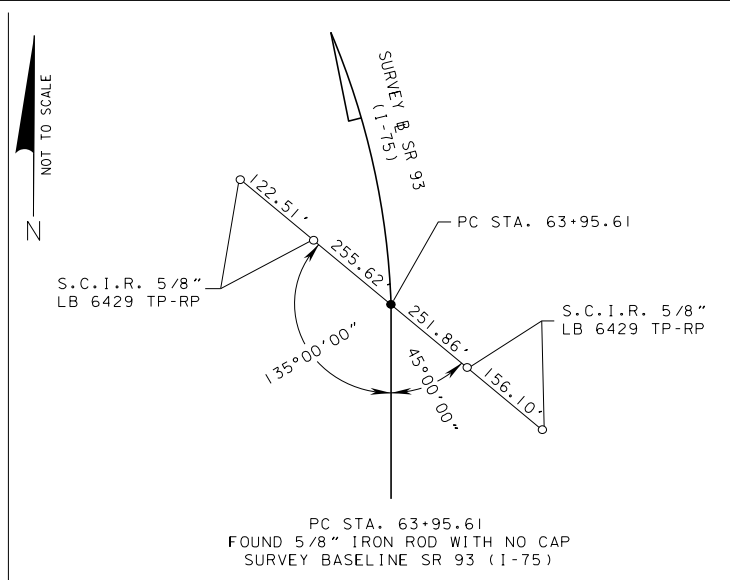 NOT TO SCALE
N
SURVEY BL SR 93
(I-75)
122.51'
255.62'
PC STA. 63+95.61
S.C.I.R. 5/8"
LB 6429 TP-RP
251.86'
S.C.I.R. 5/8"
LB 6429 TP-RP
135°00'00"
45°00'00"
156.10'
PC STA. 63+95.61
FOUND 5/8" IRON ROD WITH NO CAP
SURVEY BASELINE SR 93 (I-75)